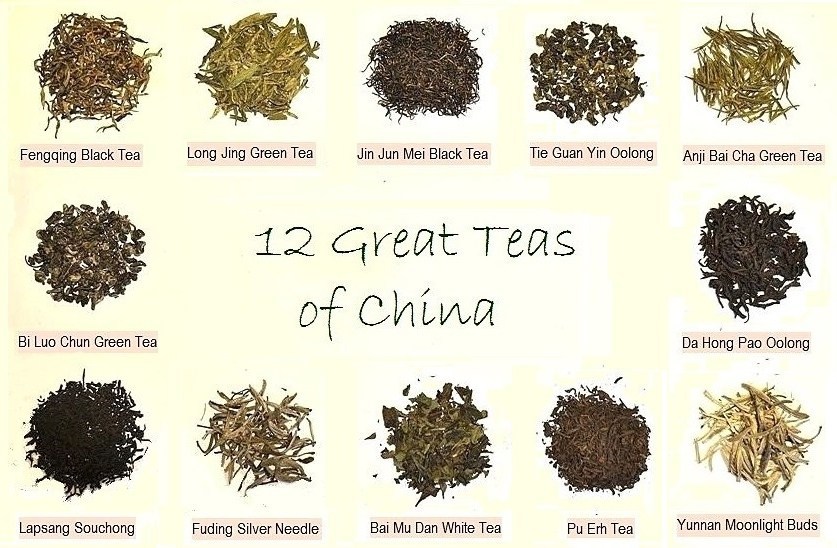 Fengqing Black Tea
Long Jing Green Tea
Jin Jun Mei Black Tea
Tie Guan Yin Oolong
Anji Bai Cha Green Tea
12 Great Teas
of China
Bi Luo Chun Green Tea
Da Hong Pao Oolong
Lapsang Souchong
Fuding Silver Needle
Bai Mu Dan White Tea
Pu Erh Tea
Yunnan Moonlight Buds